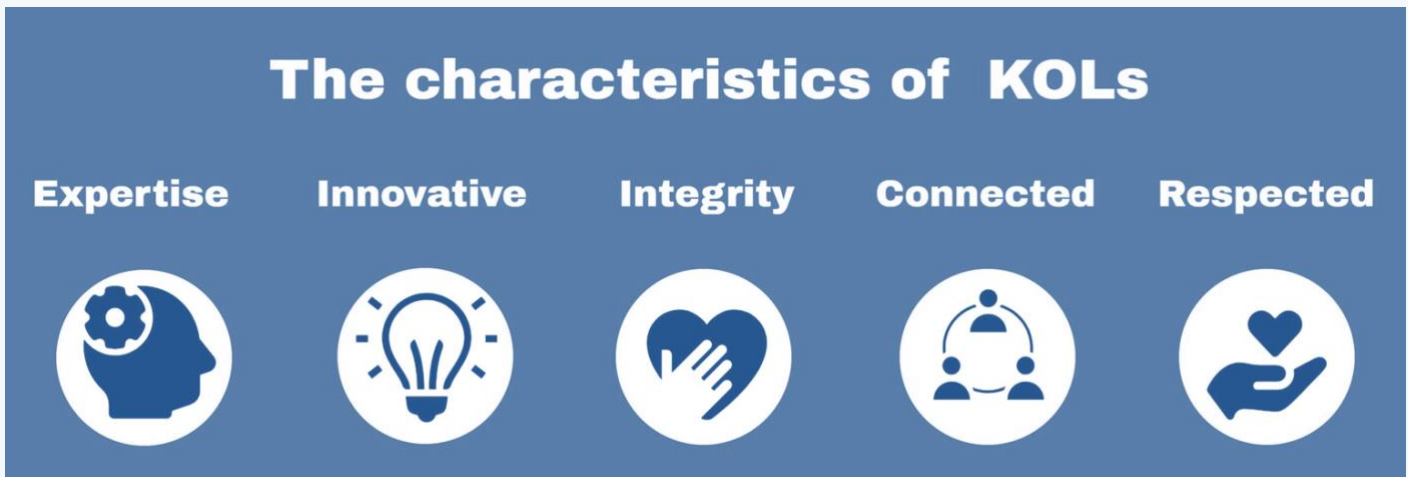 The characteristics of KOLs
Expertise Innovative Integrity Connected Respected